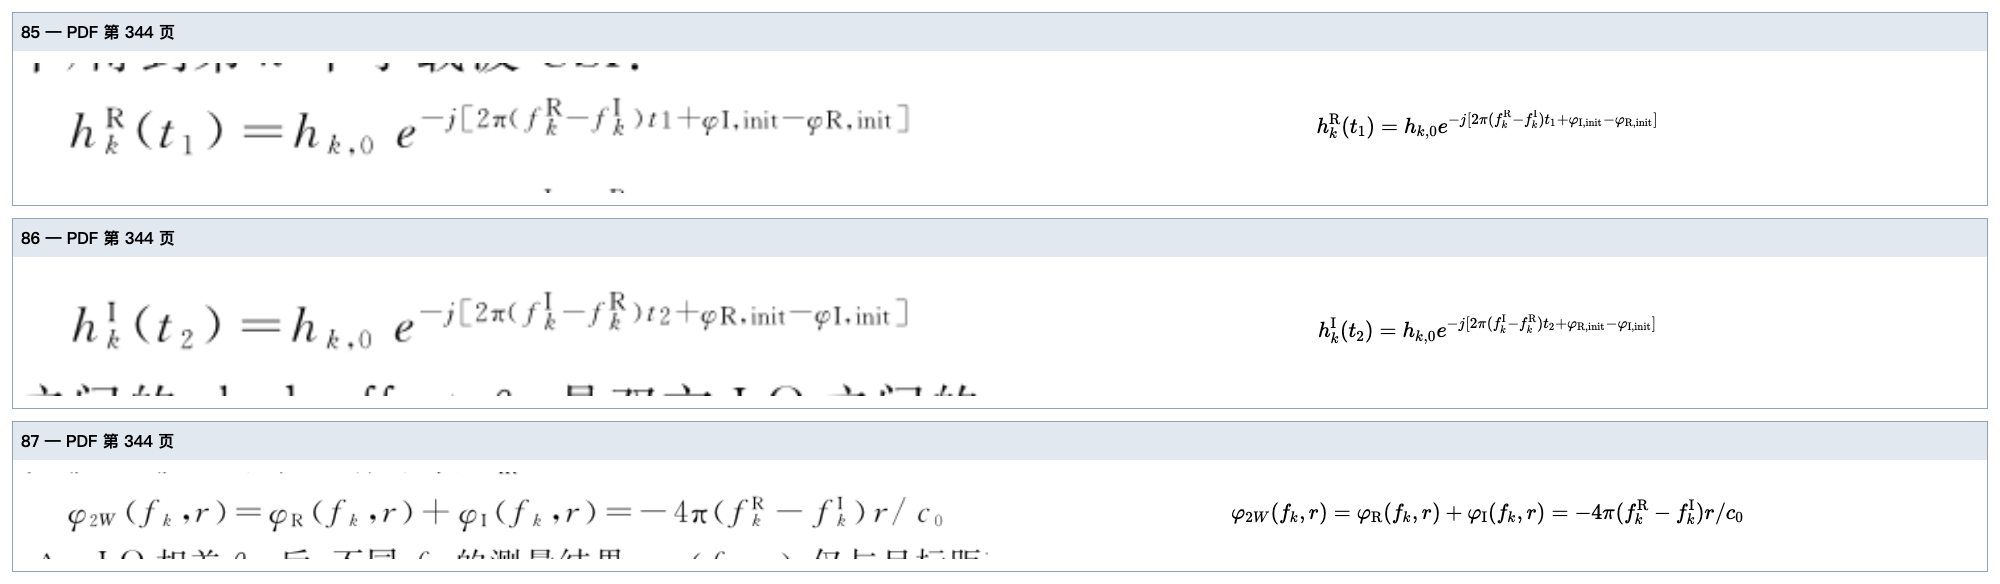 85 — PDF 第 344 页
h_k^R(t_1)=h_{k,0} e^{-j[2π(f_k^R-f_k^I)t1+φI,init-φR,init]}
h_k^R(t_1) = h_{k,0}e^{-j[2π(f_k^R-f_k^I)t_1+φ_{I,init}-φ_{R,init}]}
86 — PDF 第 344 页
h_k^I(t_2)=h_{k,0} e^{-j[2π(f_k^I-f_k^R)t2+φR,init-φI,init]}
h_k^I(t_2) = h_{k,0}e^{-j[2π(f_k^I-f_k^R)t_2+φ_{R,init}-φ_{I,init}]}
87 — PDF 第 344 页
φ_{2W}(f_k,r)=φ_R(f_k,r)+φ_I(f_k,r)=-4π(f_k^R-f_k^I)r/c_0
φ_{2W}(f_k, r) = φ_R(f_k, r) + φ_I(f_k, r) = -4π(f_k^R - f_k^I)r/c_0